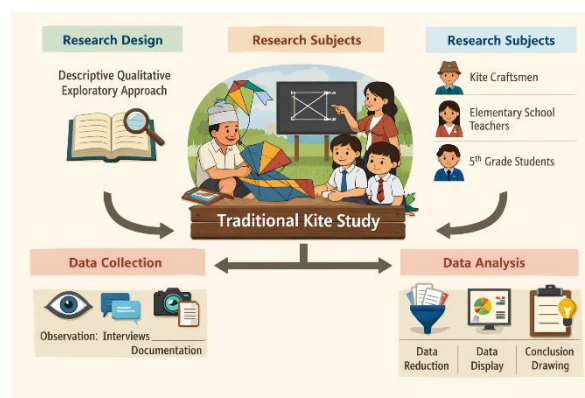 Research Design
Research Subjects
Research Subjects
Descriptive Qualitative
Exploratory Approach
Kite Craftsmen
Elementary School
Teachers
5th Grade Students
Traditional Kite Study
Data Collection
Data Analysis
Observation: Interviews
Documentation
Data
Reduction
Data
Display
Conclusion
Drawing